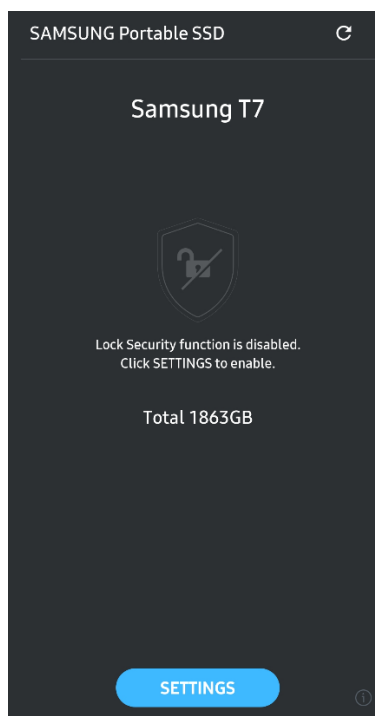 SAMSUNG Portable SSD
Samsung T7
Lock Security function is disabled.
Click SETTINGS to enable.
Total 1863GB
SETTINGS